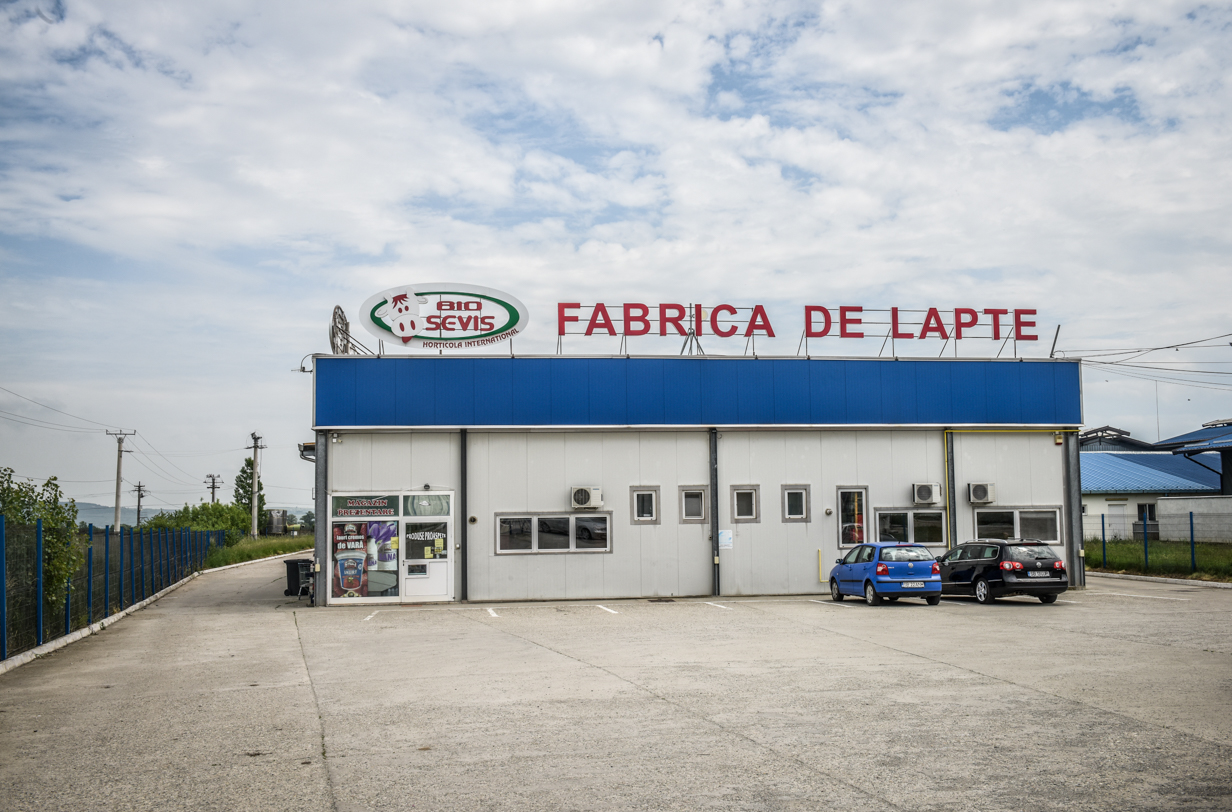 BIO
SEVIS
HORTICOLA INTERNATIONAL
FABRICA DE LAPTE
MAGAZIN
PREZENTARE
de VARĂ
PRODUSE PROASPETE